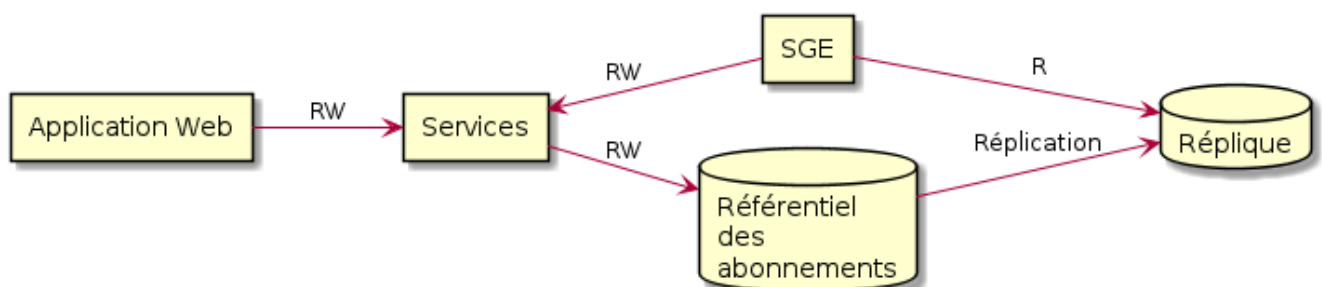 SGE
RW
R
RW
Application Web
Services
Réplication
Réplique
RW
Référentiel
des
abonnements